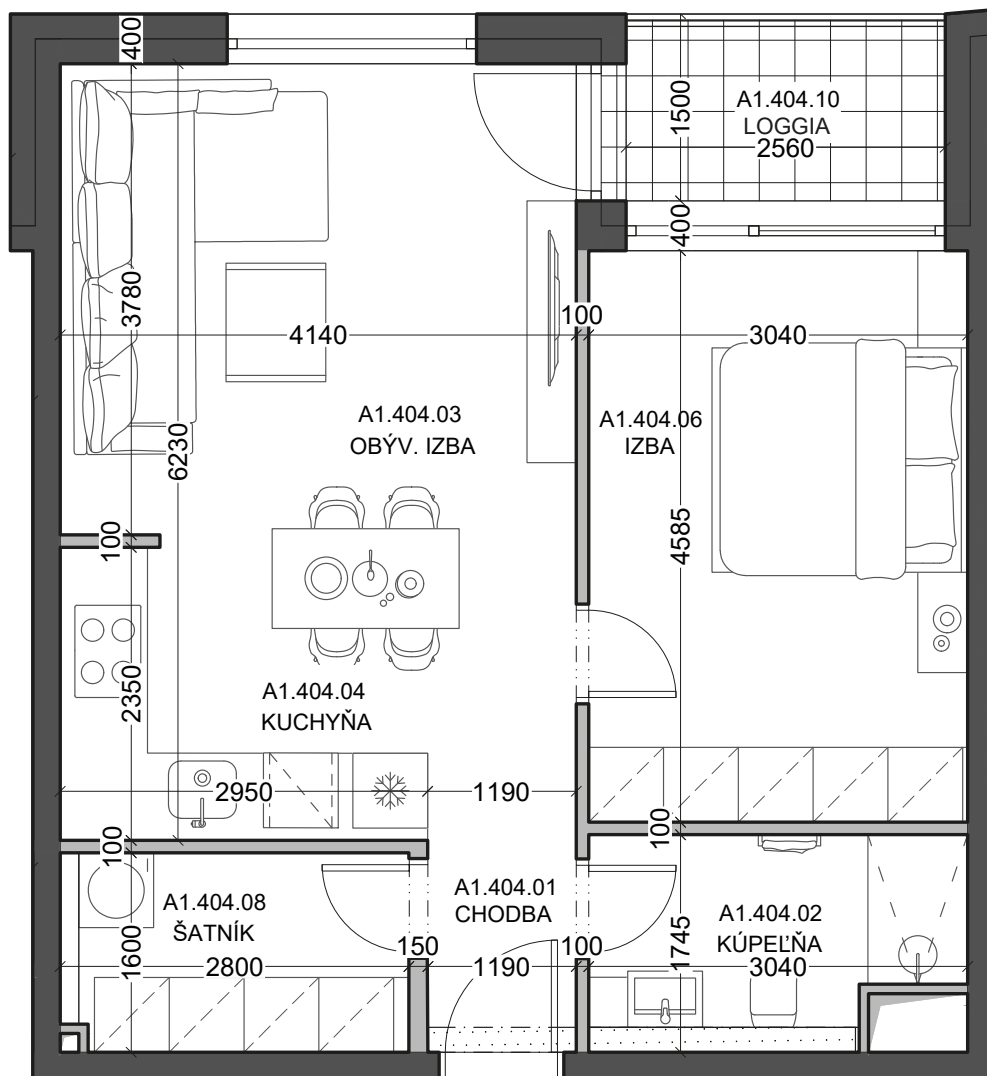 400
1500
A1.404.10
LOGGIA
2560
400
3780
100
4140
3040
A1.404.03
OBÝV. IZBA
A1.404.06
IZBA
6230
4585
100
2350
A1.404.04
KUCHYŇA
2950
1190
100
100
A1.404.08
ŠATNÍK
A1.404.01
CHODBA
A1.404.02
KÚPEĽŇA
1600
150
100
1745
2800
1190
3040